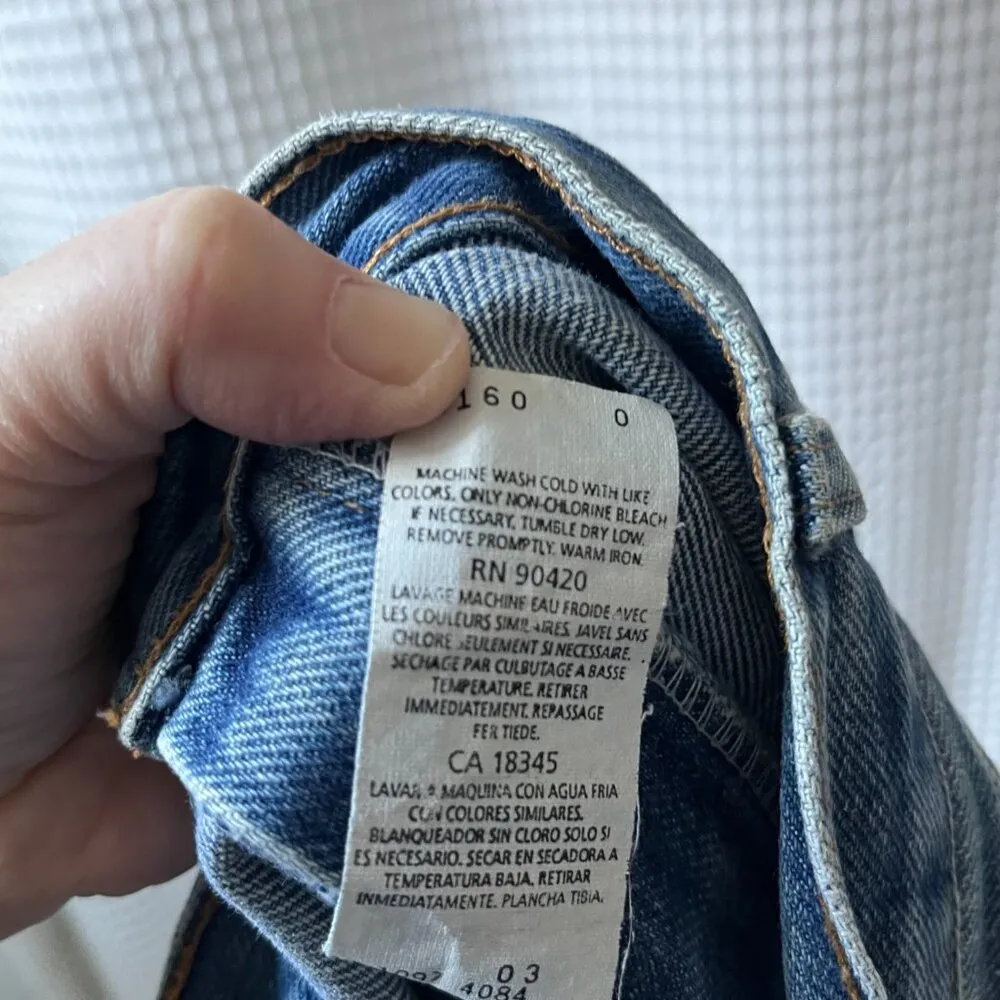 160 0
MACHINE WASH COLD WITH LIKE
COLORS. ONLY NON-CHLORINE BLEACH
IF NECESSARY. TUMBLE DRY LOW.
REMOVE PROMPTLY. WARM IRON.
RN 90420
LAVAGE MACHINE EAU FROIDE AVEC
LES COULEURS SIMILAIRES. JAVEL SANS
CHLORE SEULEMENT SI NECESSAIRE.
SECHAGE PAR CULBUTAGE A BASSE
TEMPERATURE. RETIRER
IMMEDIATEMENT. REPASSAGE
FER TIEDE.
CA 18345
LAVAR A MAQUINA CON AGUA FRIA
CON COLORES SIMILARES.
BLANQUEADOR SIN CLORO SOLO SI
ES NECESARIO. SECAR EN SECADORA A
TEMPERATURA BAJA. RETIRAR
INMEDIATAMENTE. PLANCHA TIBIA.
03
4084